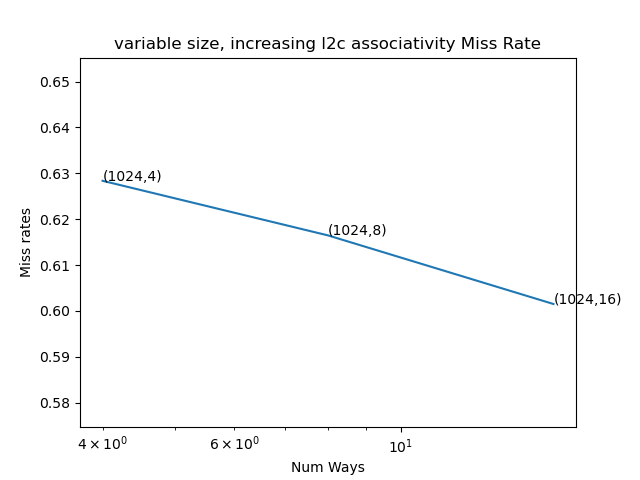 variable size, increasing l2c associativity Miss Rate
Miss rates
0.65
0.64
0.63
0.62
0.61
0.60
0.59
0.58
(1024,4)
(1024,8)
(1024,16)
4 × 10⁰
6 × 10⁰
10¹
Num Ways